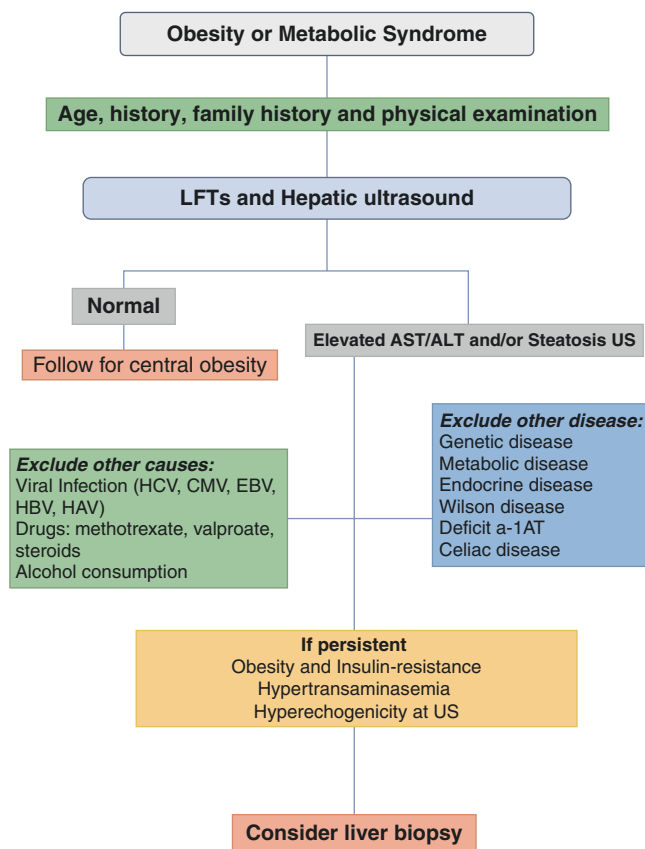 Obesity or Metabolic Syndrome
Age, history, family history and physical examination
LFTs and Hepatic ultrasound
Normal
Follow for central obesity
Elevated AST/ALT and/or Steatosis US
Exclude other causes:
Viral Infection (HCV, CMV, EBV,
HBV, HAV)
Drugs: methotrexate, valproate,
steroids
Alcohol consumption
Exclude other disease:
Genetic disease
Metabolic disease
Endocrine disease
Wilson disease
Deficit a-1AT
Celiac disease
If persistent
Obesity and Insulin-resistance
Hypertransaminasemia
Hyperechogenicity at US
Consider liver biopsy